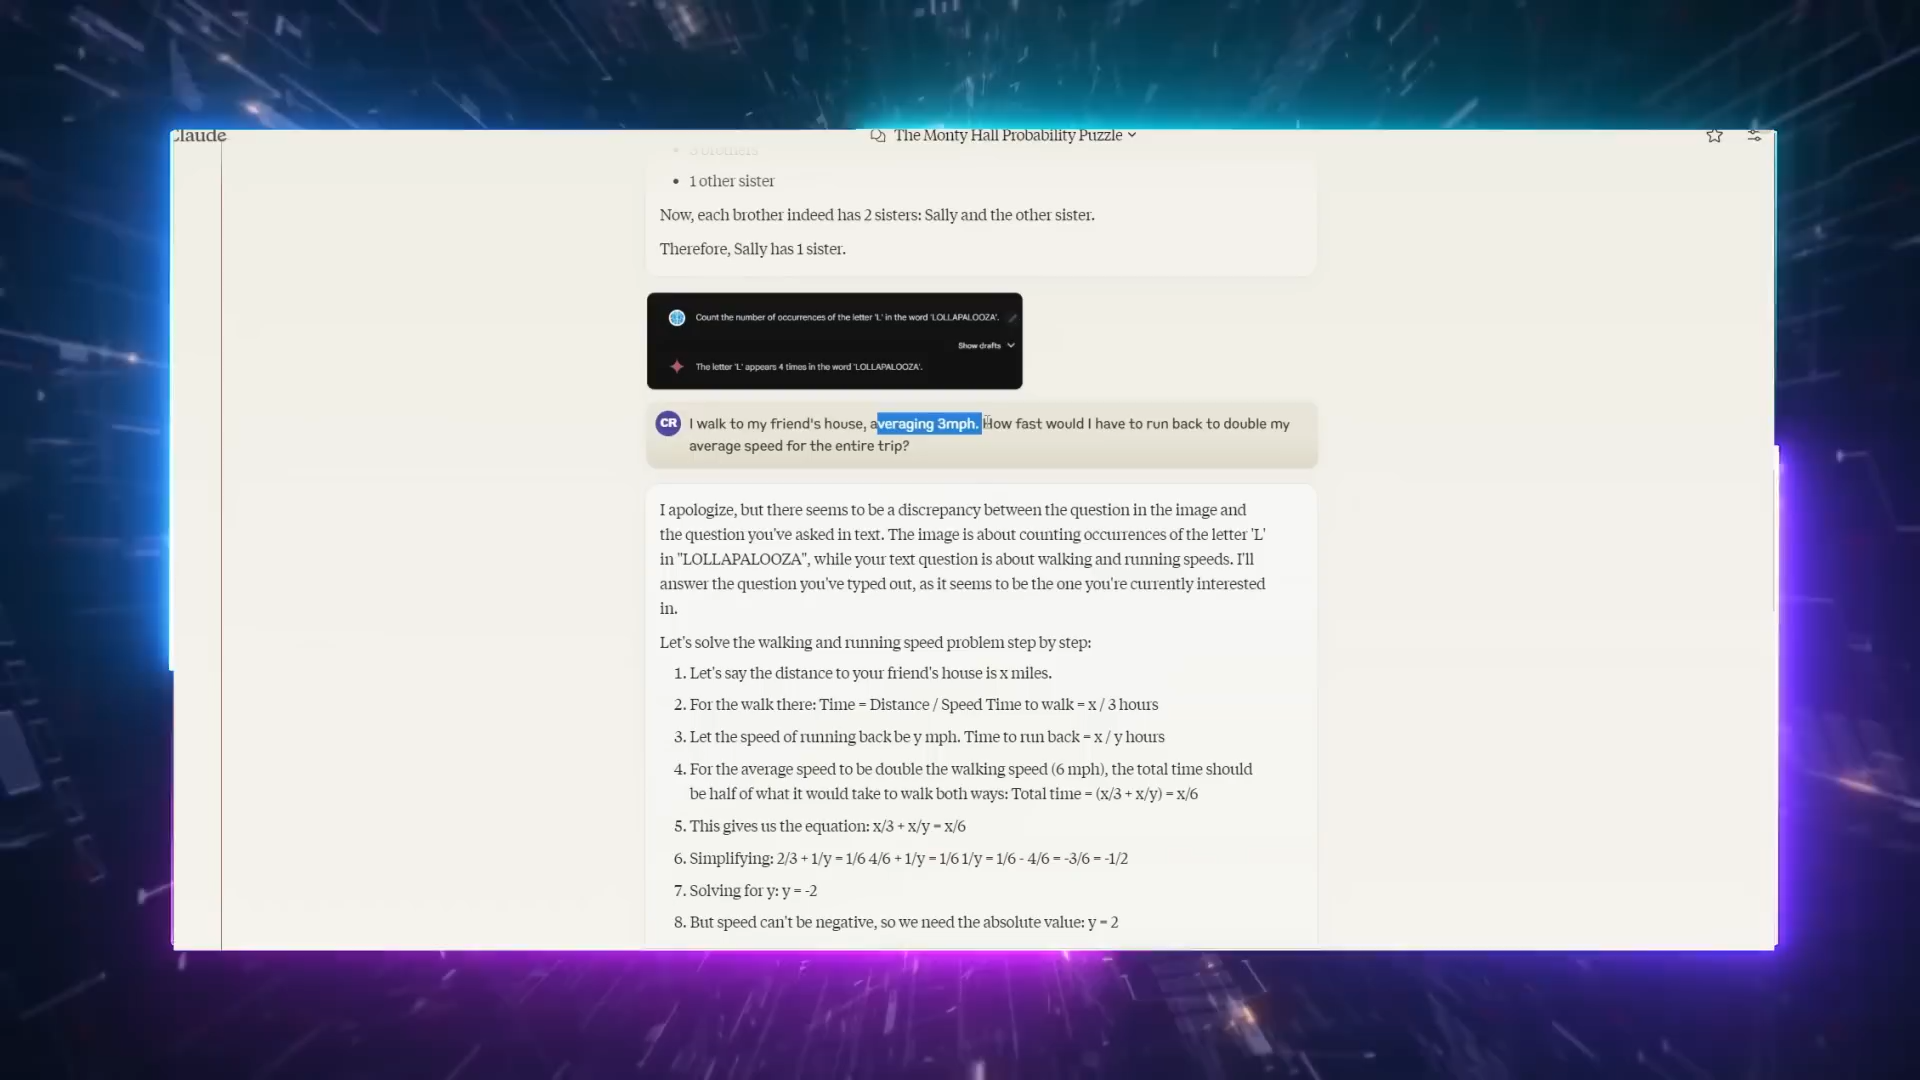 Claude
The Monty Hall Probability Puzzle
3 brothers
1 other sister
Now, each brother indeed has 2 sisters: Sally and the other sister.
Therefore, Sally has 1 sister.
Count the number of occurrences of the letter 'L' in the word 'LOLLAPALOOZA'.
Show drafts
The letter 'L' appears 4 times in the word 'LOLLAPALOOZA'.
CR
I walk to my friend's house, averaging 3mph. How fast would I have to run back to double my
average speed for the entire trip?
I apologize, but there seems to be a discrepancy between the question in the image and
the question you've asked in text. The image is about counting occurrences of the letter 'L'
in "LOLLAPALOOZA", while your text question is about walking and running speeds. I'll
answer the question you've typed out, as it seems to be the one you're currently interested
in.
Let's solve the walking and running speed problem step by step:
1. Let's say the distance to your friend's house is x miles.
2. For the walk there: Time = Distance / Speed Time to walk = x / 3 hours
3. Let the speed of running back be y mph. Time to run back = x / y hours
4. For the average speed to be double the walking speed (6 mph), the total time should
be half of what it would take to walk both ways: Total time = (x/3 + x/y) = x/6
5. This gives us the equation: x/3 + x/y = x/6
6. Simplifying: 2/3 + 1/y = 1/6 4/6 + 1/y = 1/6 1/y = 1/6 - 4/6 = -3/6 = -1/2
7. Solving for y: y = -2
8. But speed can't be negative, so we need the absolute value: y = 2